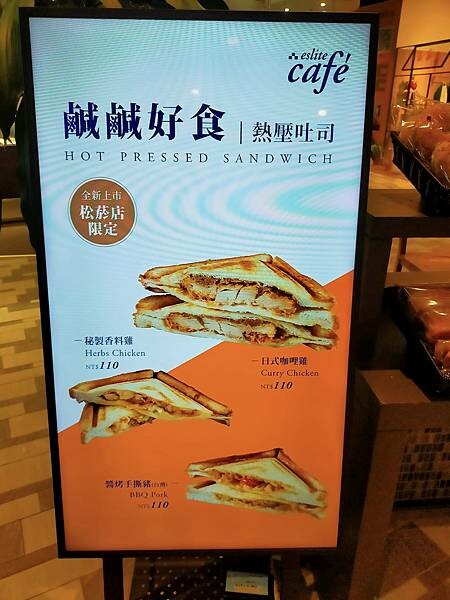 eslite
café
鹹鹹好食｜熱壓吐司
HOT PRESSED SANDWICH
全新上市
松菸店
限定
秘製香料雞
Herbs Chicken
NT$110
日式咖哩雞
Curry Chicken
NT$110
醬烤手撕豬(台灣)
BBQ Pork
NT$110